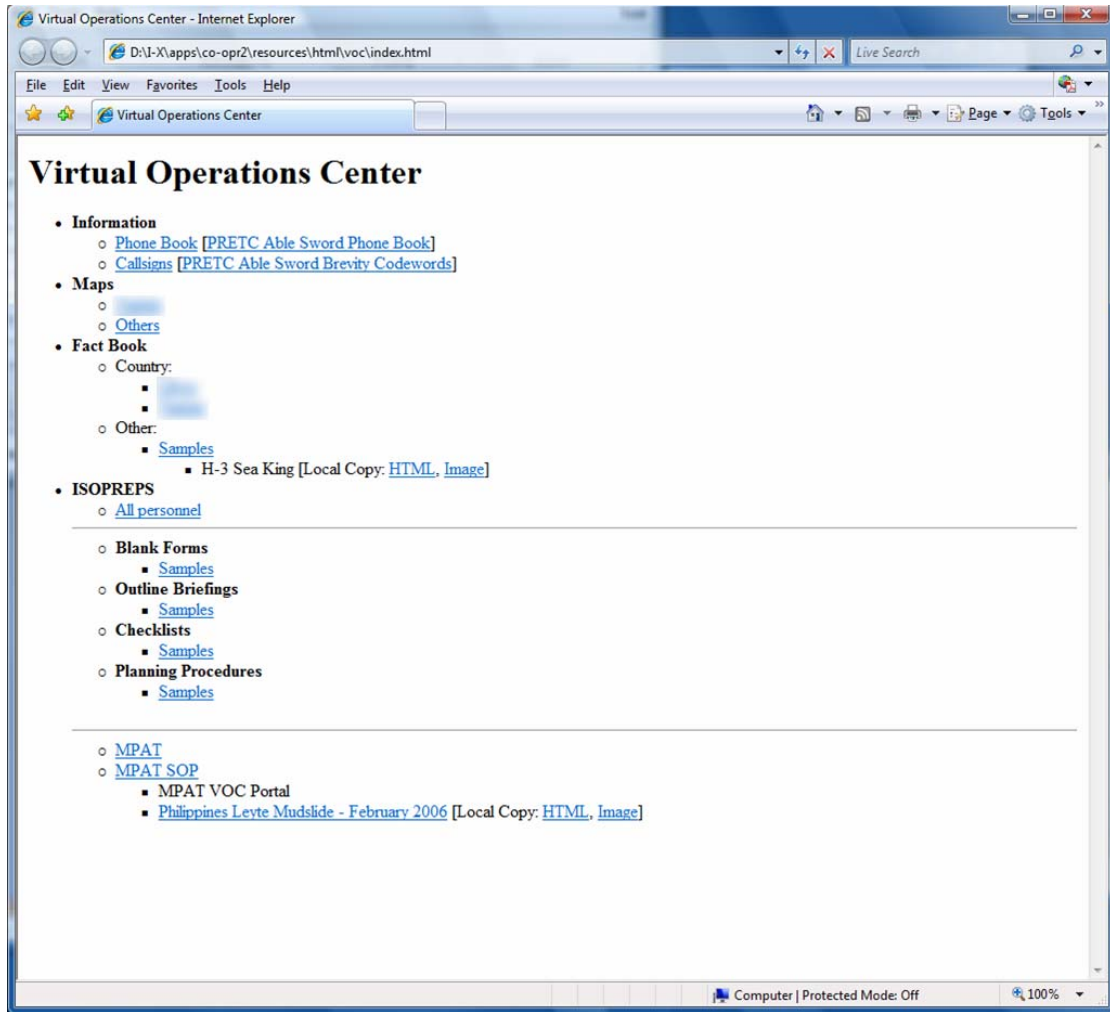 Virtual Operations Center - Internet Explorer
D:\I-X\apps\co-opr2\resources\html\voc\index.html
Live Search
File Edit View Favorites Tools Help
Virtual Operations Center
Page Tools
Virtual Operations Center
Information
Phone Book [PRETC Able Sword Phone Book]
Callsigns [PRETC Able Sword Brevity Codewords]
Maps
Others
Fact Book
Country:
Other:
Samples
H-3 Sea King [Local Copy: HTML, Image]
ISOPREPS
All personnel
Blank Forms
Samples
Outline Briefings
Samples
Checklists
Samples
Planning Procedures
Samples
MPAT
MPAT SOP
MPAT VOC Portal
Philippines Leyte Mudslide - February 2006 [Local Copy: HTML, Image]
Computer | Protected Mode: Off
100%